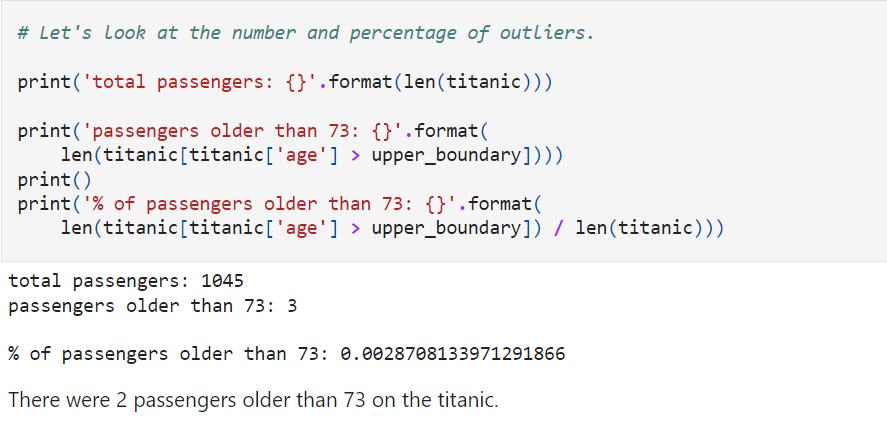 # Let's look at the number and percentage of outliers.
print('total passengers: {}'.format(len(titanic)))
print('passengers older than 73: {}'.format(
    len(titanic[titanic['age'] > upper_boundary])))
print()
print('% of passengers older than 73: {}'.format(
    len(titanic[titanic['age'] > upper_boundary]) / len(titanic)))
total passengers: 1045
passengers older than 73: 3
% of passengers older than 73: 0.0028708133971291866
There were 2 passengers older than 73 on the titanic.